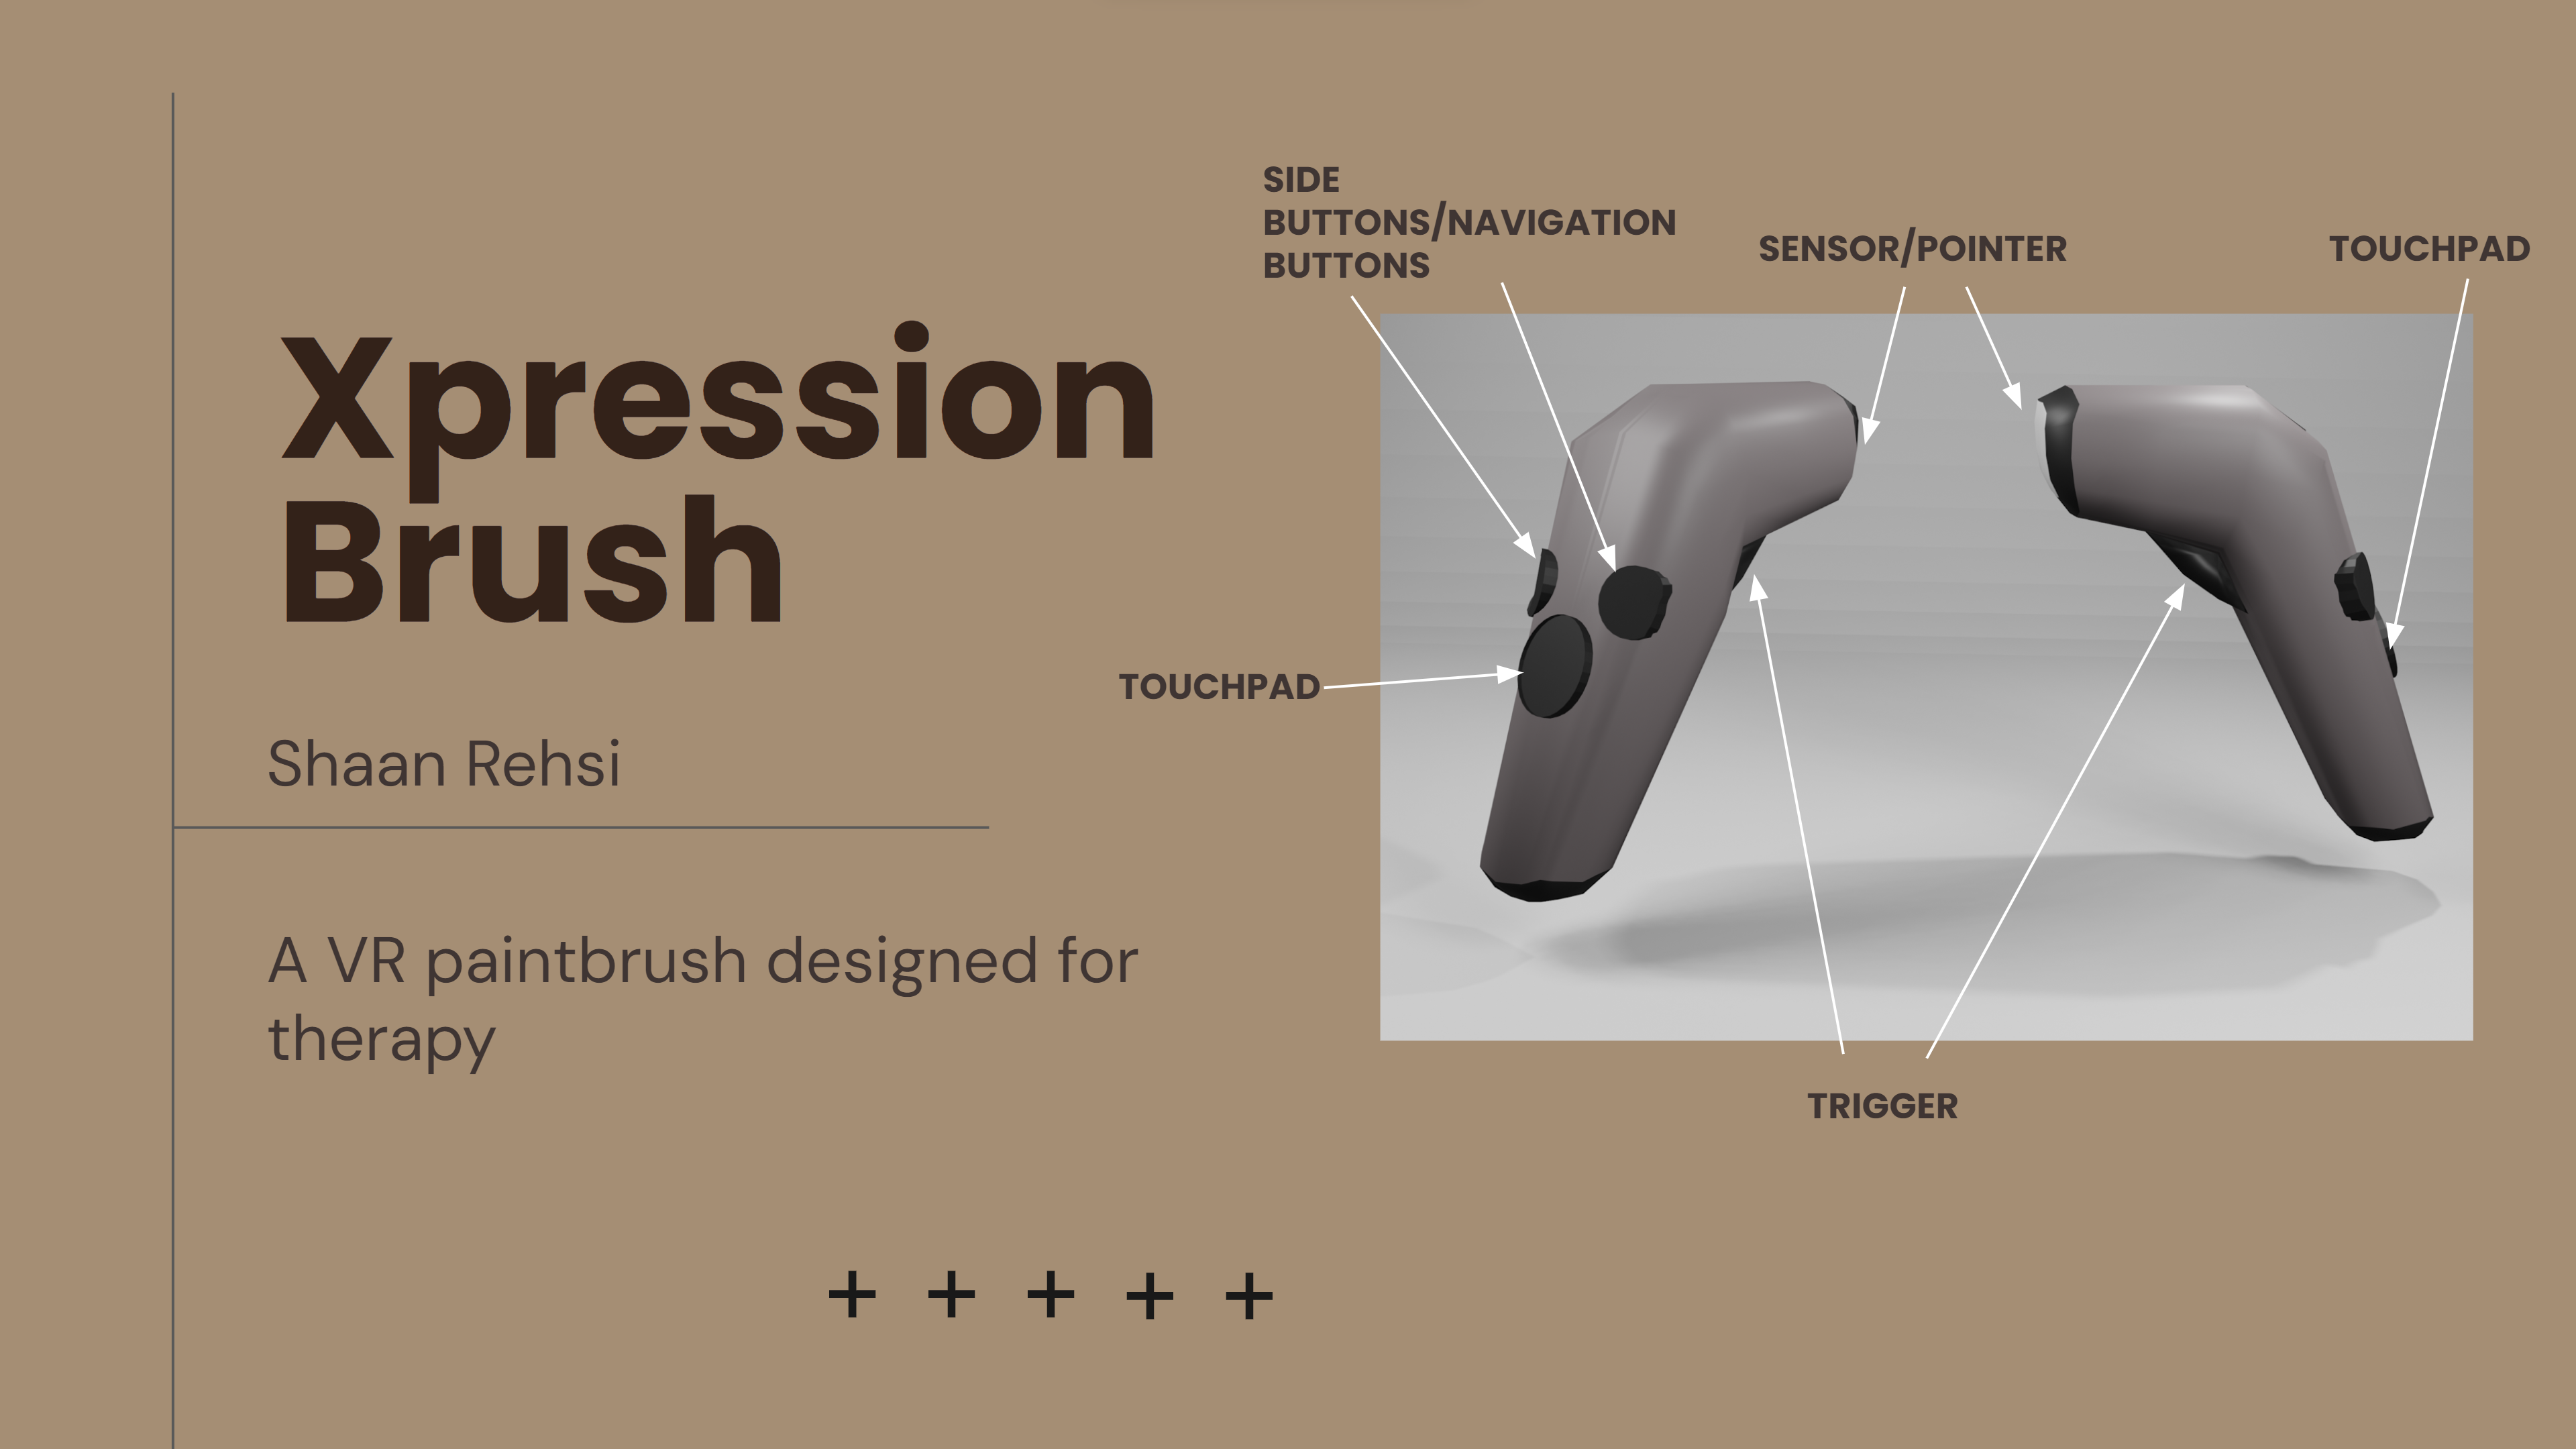 Xpression
Brush
Shaan Rehsi
A VR paintbrush designed for
therapy
SIDE
BUTTONS/NAVIGATION
BUTTONS
SENSOR/POINTER
TOUCHPAD
TOUCHPAD
TRIGGER
+ + + + +